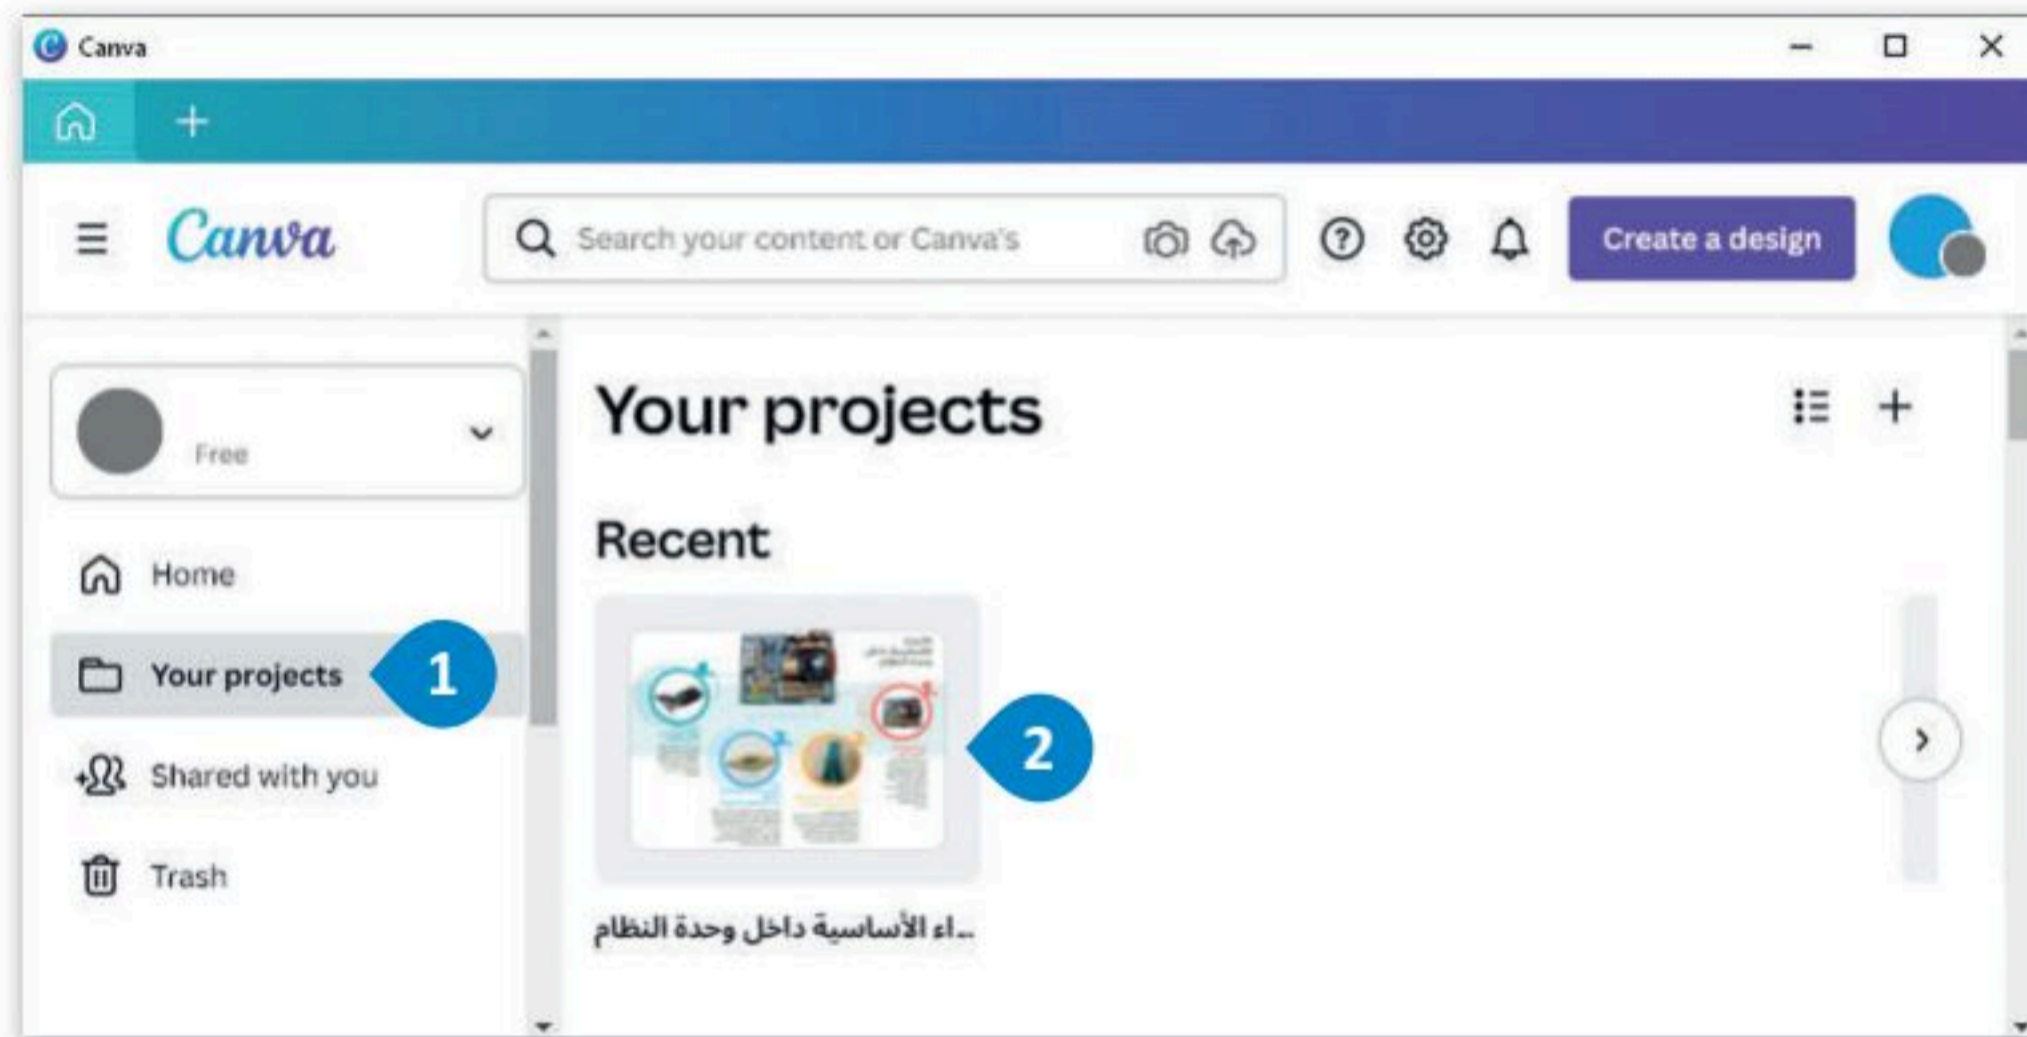 Canva
Canva
Search your content or Canva's
Create a design
Free
Home
Your projects
1
Shared with you
Trash
Your projects
Recent
2
...اء الأساسية داخل وحدة النظام